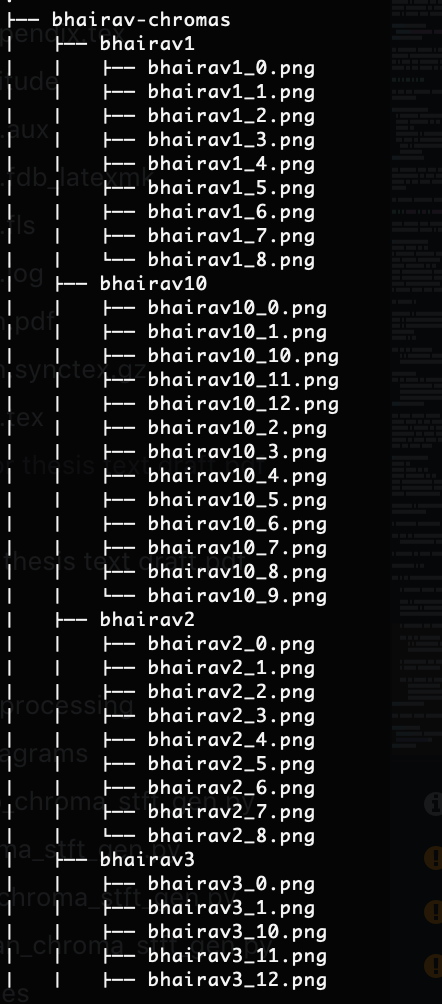 ├── bhairav-chromas
│   ├── bhairav1
│   │   ├── bhairav1_0.png
│   │   ├── bhairav1_1.png
│   │   ├── bhairav1_2.png
│   │   ├── bhairav1_3.png
│   │   ├── bhairav1_4.png
│   │   ├── bhairav1_5.png
│   │   ├── bhairav1_6.png
│   │   ├── bhairav1_7.png
│   │   └── bhairav1_8.png
│   ├── bhairav10
│   │   ├── bhairav10_0.png
│   │   ├── bhairav10_1.png
│   │   ├── bhairav10_10.png
│   │   ├── bhairav10_11.png
│   │   ├── bhairav10_12.png
│   │   ├── bhairav10_2.png
│   │   ├── bhairav10_3.png
│   │   ├── bhairav10_4.png
│   │   ├── bhairav10_5.png
│   │   ├── bhairav10_6.png
│   │   ├── bhairav10_7.png
│   │   ├── bhairav10_8.png
│   │   └── bhairav10_9.png
│   ├── bhairav2
│   │   ├── bhairav2_0.png
│   │   ├── bhairav2_1.png
│   │   ├── bhairav2_2.png
│   │   ├── bhairav2_3.png
│   │   ├── bhairav2_4.png
│   │   ├── bhairav2_5.png
│   │   ├── bhairav2_6.png
│   │   ├── bhairav2_7.png
│   │   └── bhairav2_8.png
│   ├── bhairav3
│   │   ├── bhairav3_0.png
│   │   ├── bhairav3_1.png
│   │   ├── bhairav3_10.png
│   │   ├── bhairav3_11.png
│   │   ├── bhairav3_12.png